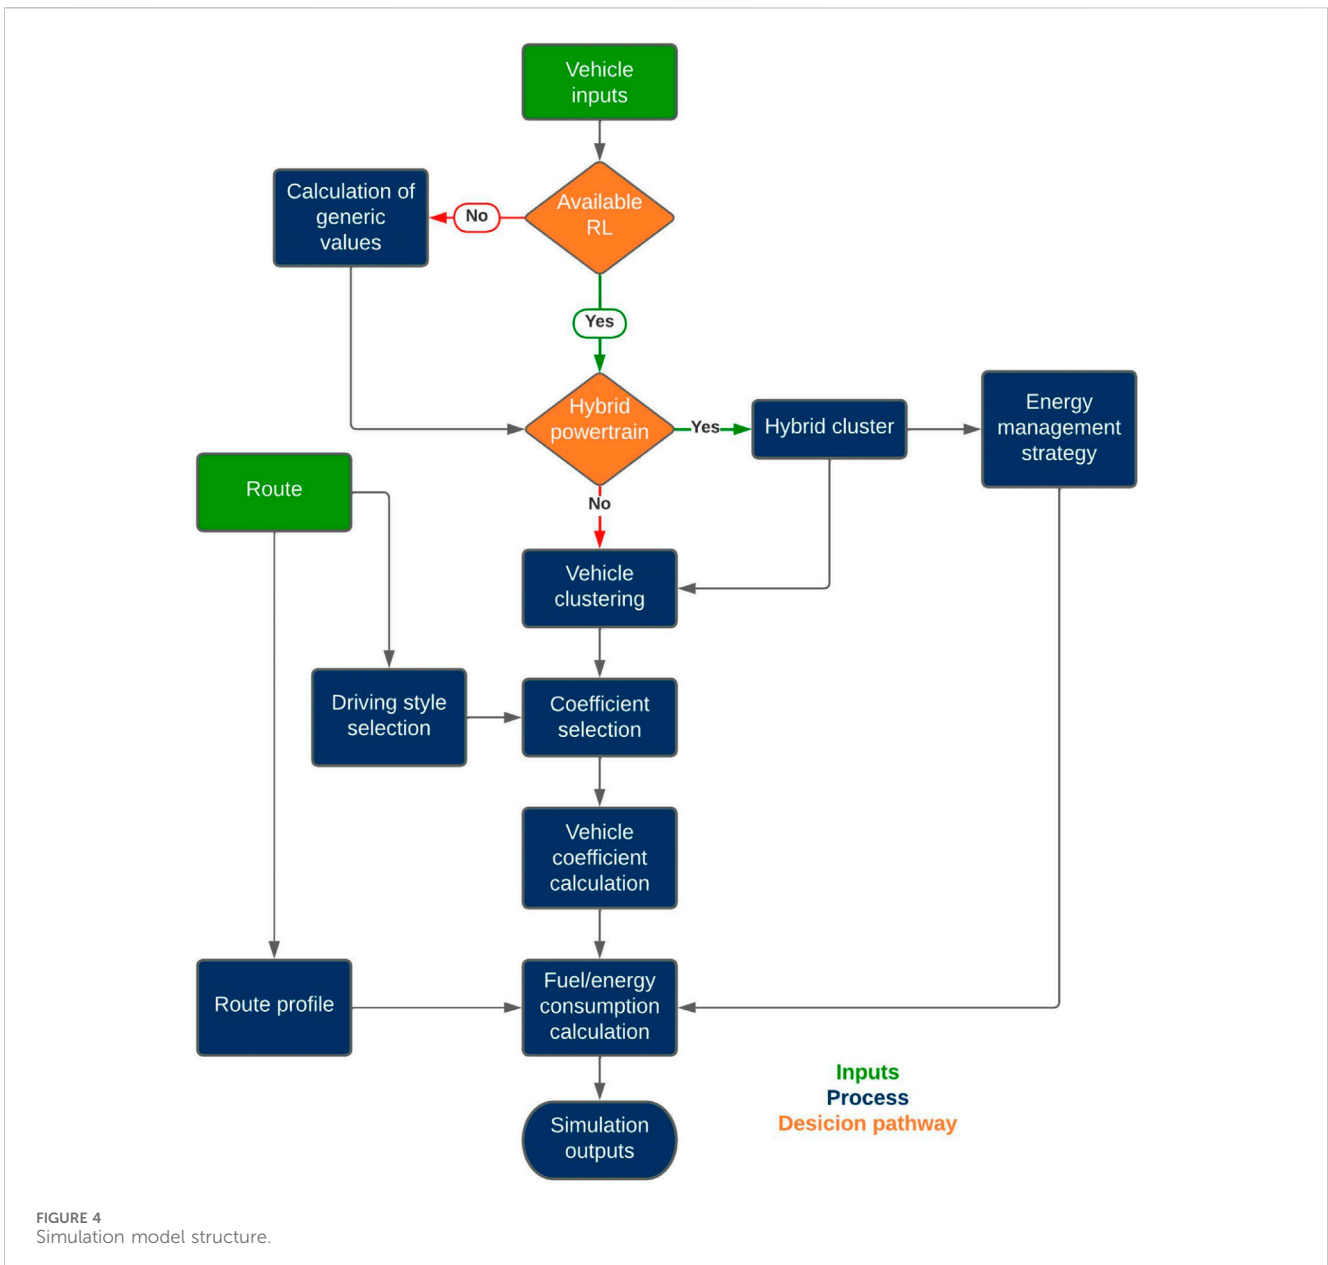 Vehicle
inputs
Available
RL
No
Calculation of
generic
values
Yes
Hybrid
powertrain
Yes
Hybrid cluster
Energy
management
strategy
Route
No
Vehicle
clustering
Driving style
selection
Coefficient
selection
Vehicle
coefficient
calculation
Route profile
Fuel/energy
consumption
calculation
Simulation
outputs
Inputs
Process
Desicion pathway
FIGURE 4
Simulation model structure.